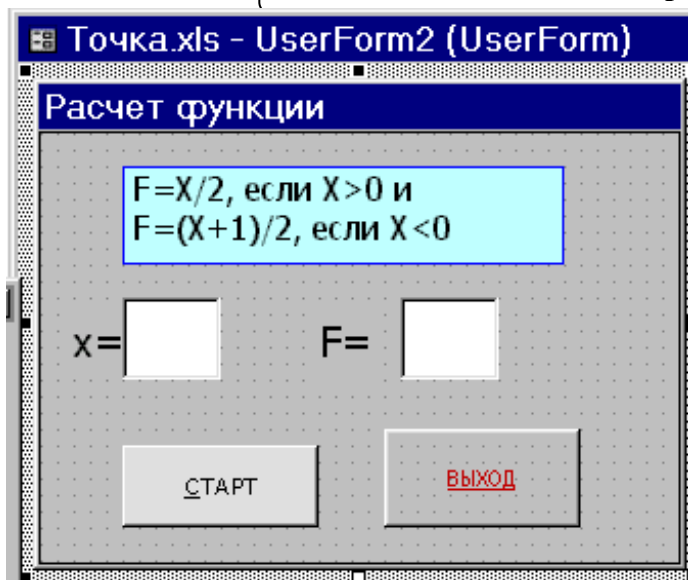 Точка.xls - UserForm2 (UserForm)
Расчет функции
F=X/2, если X>0 и
F=(X+1)/2, если X<0
x=
F=
СТАРТ
ВЫХОД